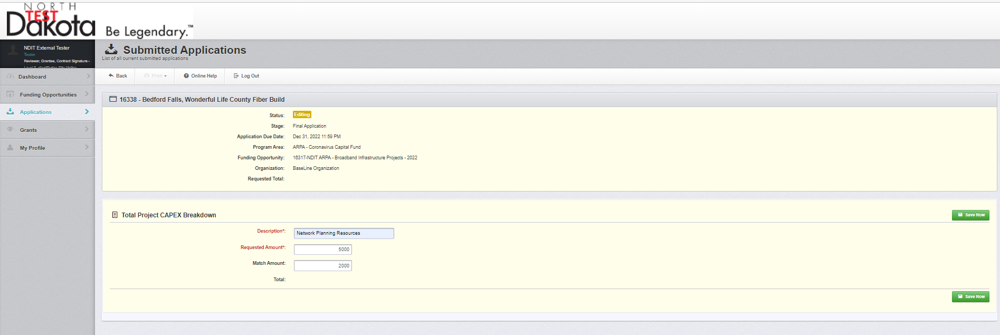 NORTH
TEST
Dakota
Be Legendary.™
NDIT External Tester
Tester
Reviewer, Grantee, Contract Signature -
Dashboard
Funding Opportunities
Applications
Grants
My Profile
Submitted Applications
List of all current submitted applications
Back
Print
Online Help
Log Out
16338 - Bedford Falls, Wonderful Life County Fiber Build
Status: Editing
Stage: Final Application
Application Due Date: Dec 31, 2022 11:59 PM
Program Area: ARPA - Coronavirus Capital Fund
Funding Opportunity: 16317-NDIT ARPA - Broadband Infrastructure Projects - 2022
Organization: BaseLine Organization
Requested Total:
Total Project CAPEX Breakdown
Save Row
Description*: Network Planning Resources
Requested Amount*: 5000
Match Amount: 2000
Total:
Save Row